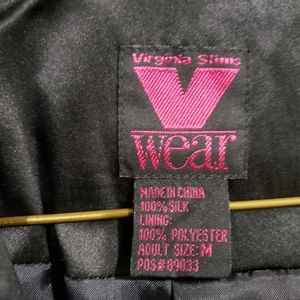 Virginia Slims
V
wear
MADE IN CHINA
100% SILK
LINING:
100% POLYESTER
ADULT SIZE: M
POS#89033